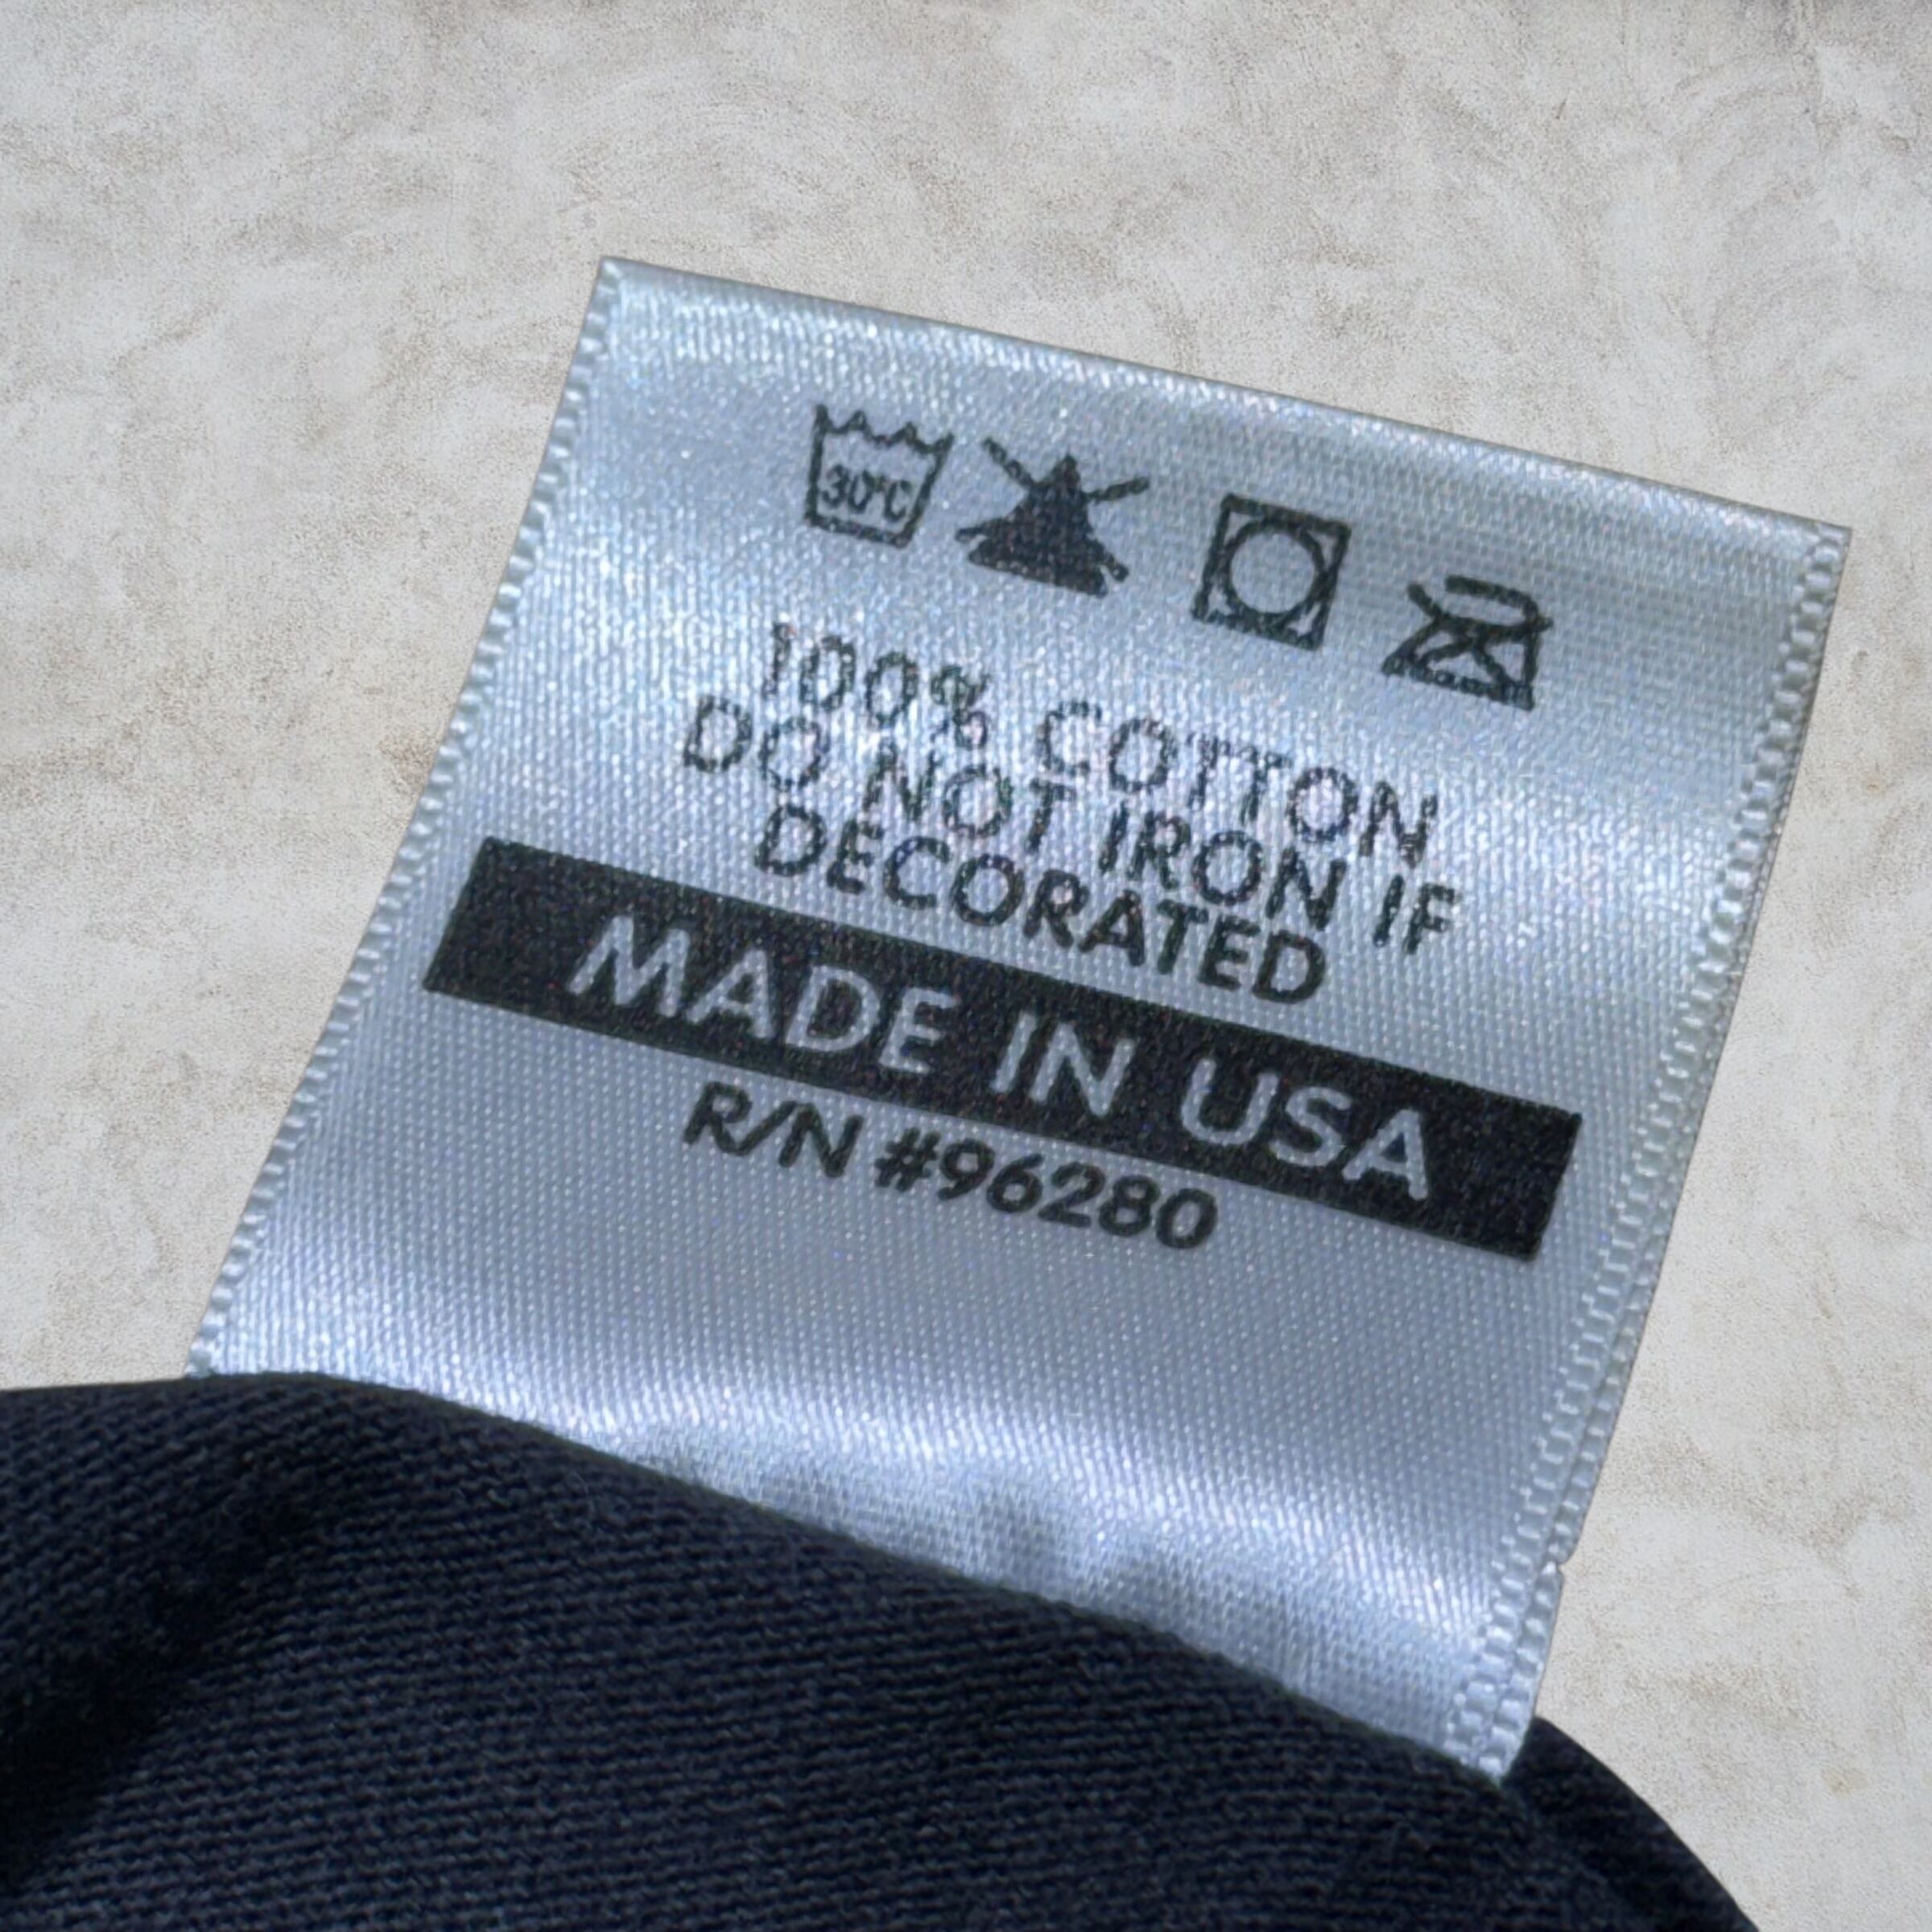 30°C
100% COTTON
DO NOT IRON IF
DECORATED
MADE IN USA
R/N #96280